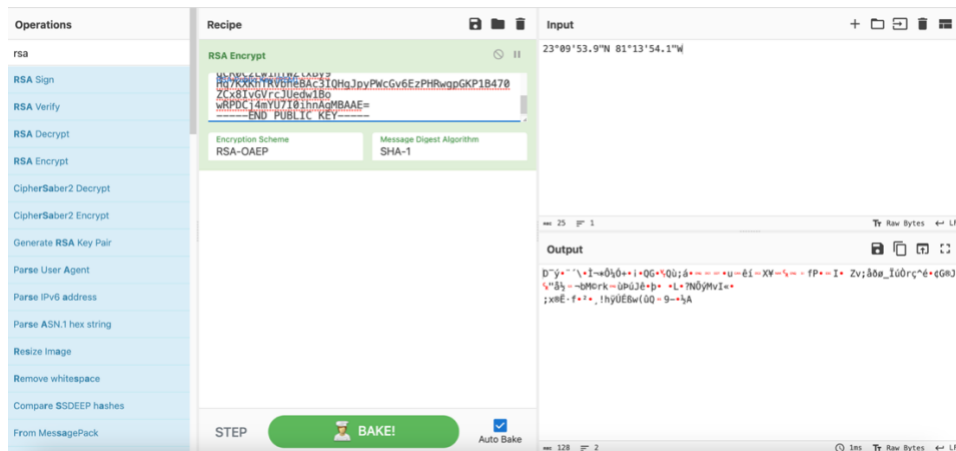 Operations
rsa
RSA Sign
RSA Verify
RSA Decrypt
RSA Encrypt
CipherSaber2 Decrypt
CipherSaber2 Encrypt
Generate RSA Key Pair
Parse User Agent
Parse IPv6 address
Parse ASN.1 hex string
Resize Image
Remove whitespace
Compare SSDEEP hashes
From MessagePack
Recipe
RSA Encrypt
Hg7KXKhTRVbheBAc3IQHgJpyPWcGv6EzPHRwgpGKP1B470
ZCx8IvGVrcJUedw1Bo
wRPDCj4mYU7I0ihnAgMBAAE=
-----END PUBLIC KEY-----
Encryption Scheme
RSA-OAEP
Message Digest Algorithm
SHA-1
STEP
BAKE!
Auto Bake
Input
23°09'53.9"N 81°13'54.1"W
25 1
Raw Bytes LF
Output
128 2
1ms Raw Bytes LF